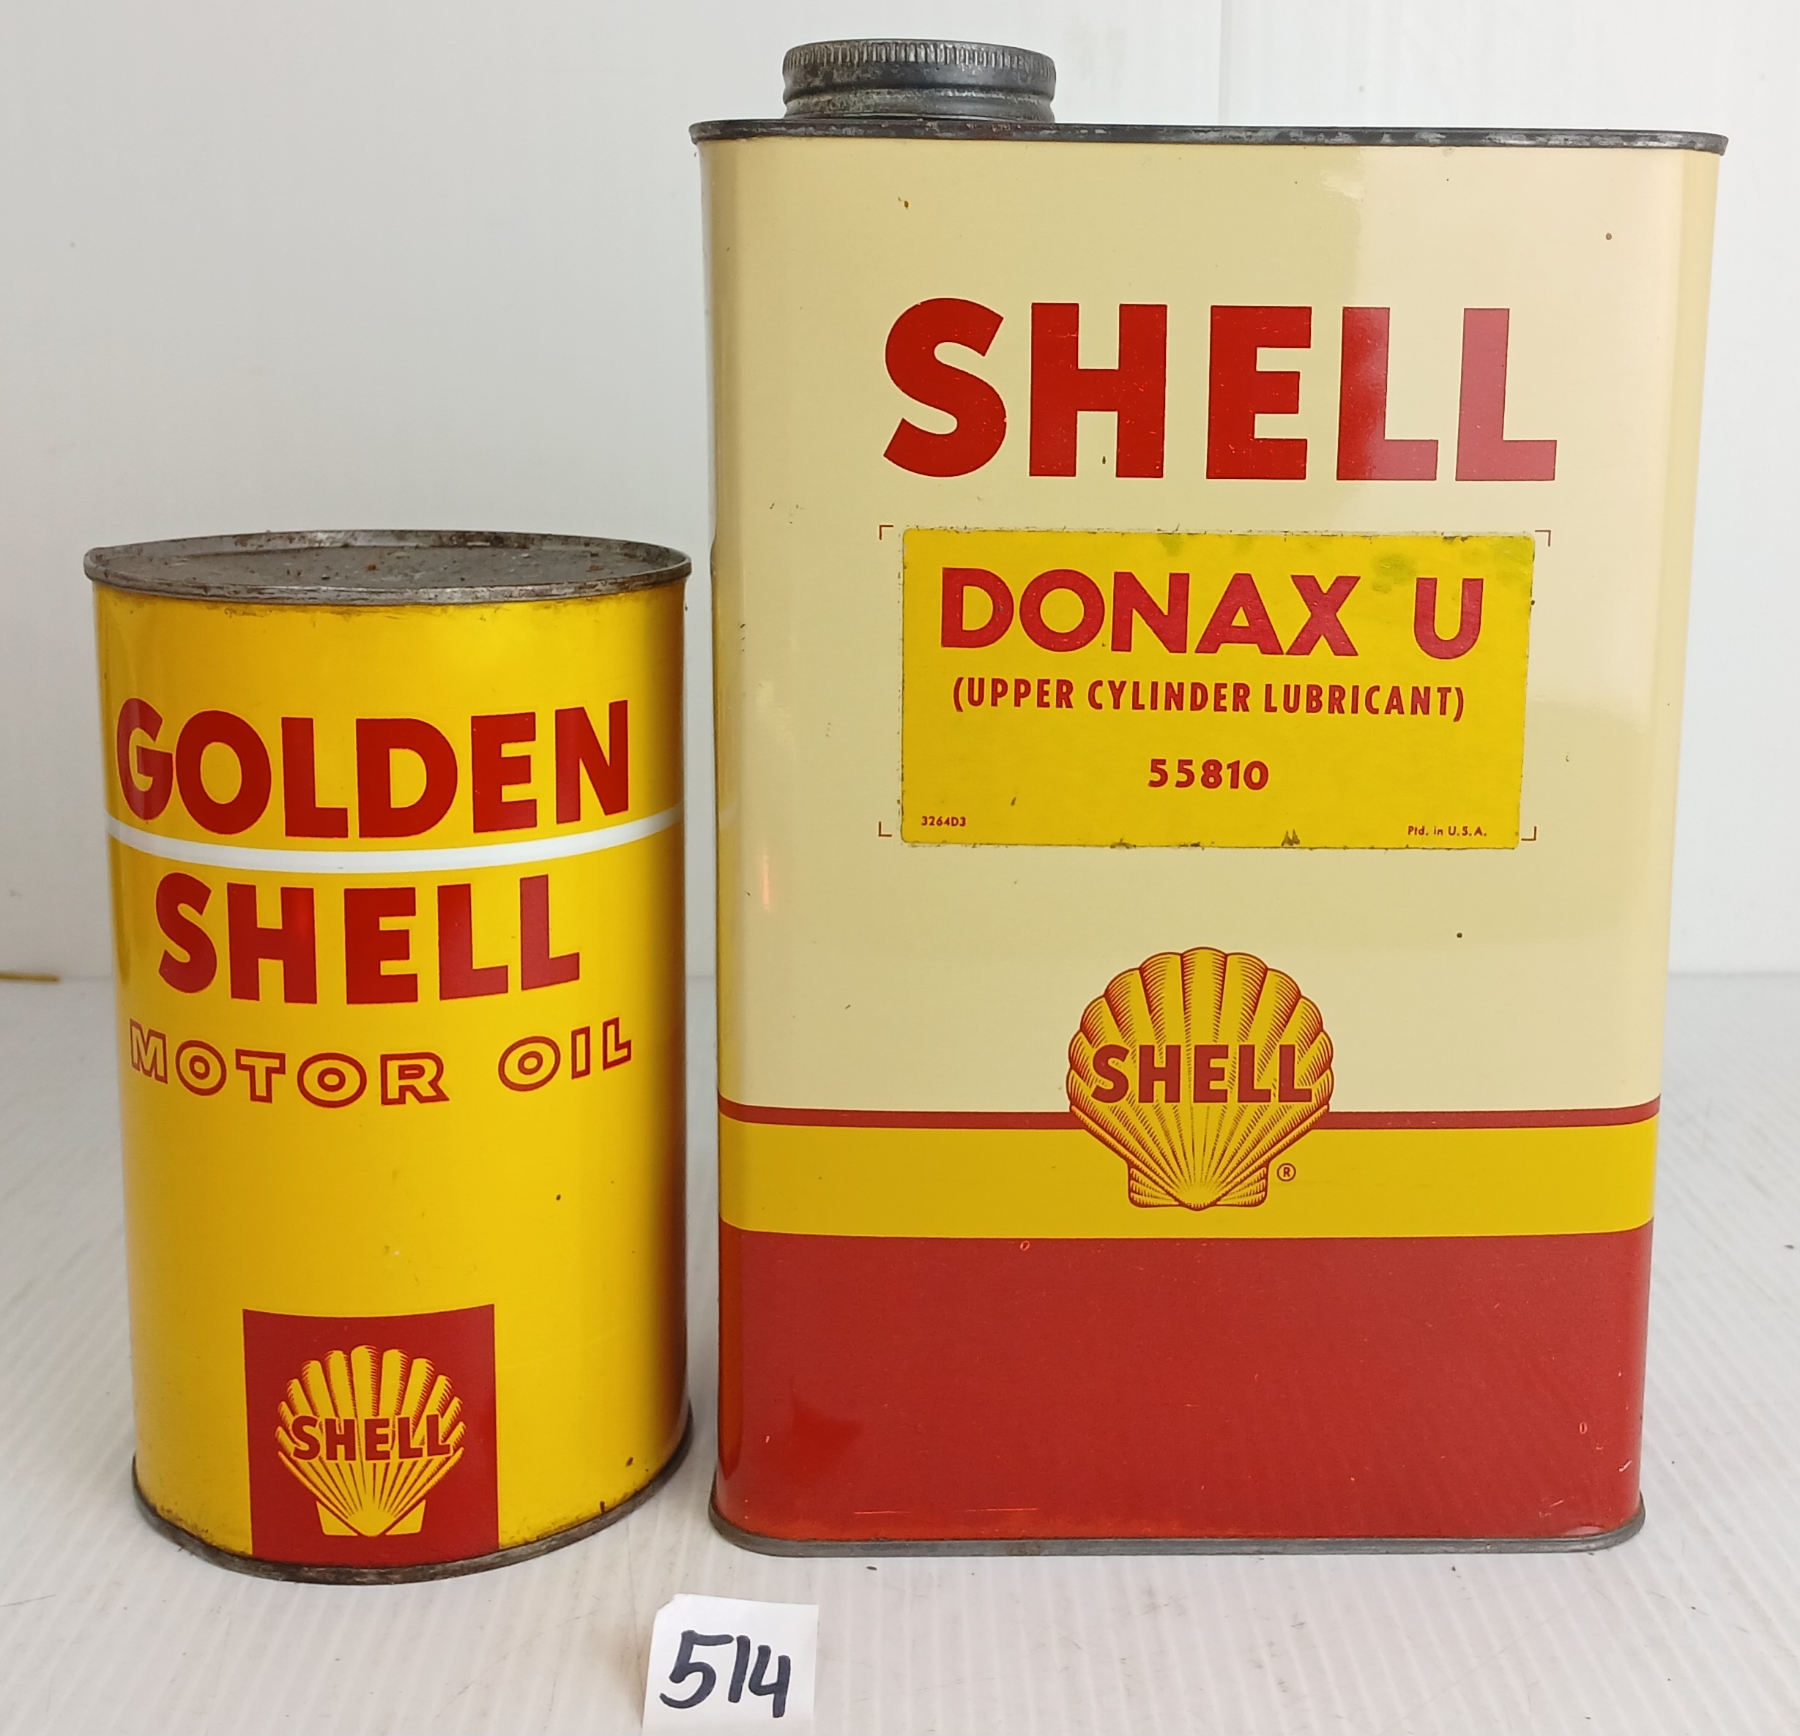 GOLDEN
SHELL
MOTOR OIL
SHELL
SHELL
DONAX U
(UPPER CYLINDER LUBRICANT)
55810
3264D3 Ptd. in U.S.A.
SHELL
®
514